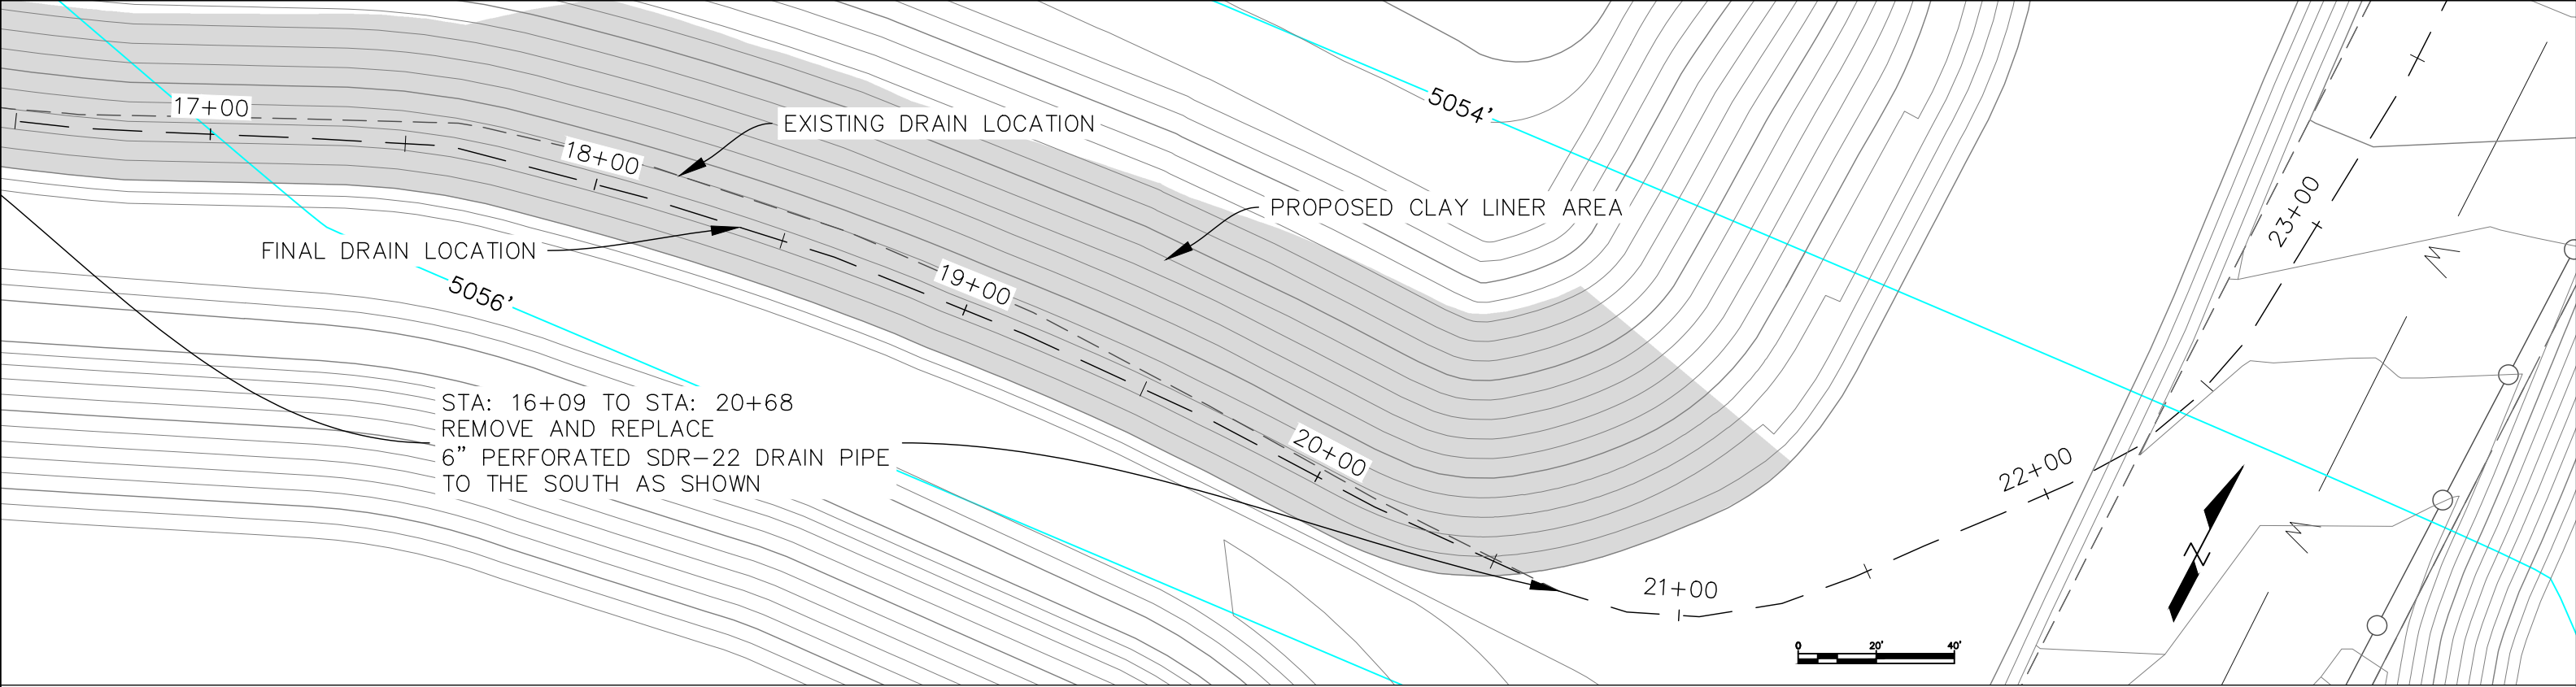 17+00
EXISTING DRAIN LOCATION
18+00
5054'
PROPOSED CLAY LINER AREA
23+00
FINAL DRAIN LOCATION
19+00
5056'
STA: 16+09 TO STA: 20+68
REMOVE AND REPLACE
6” PERFORATED SDR-22 DRAIN PIPE
TO THE SOUTH AS SHOWN
20+00
22+00
21+00
M
M
N
0 20' 40'